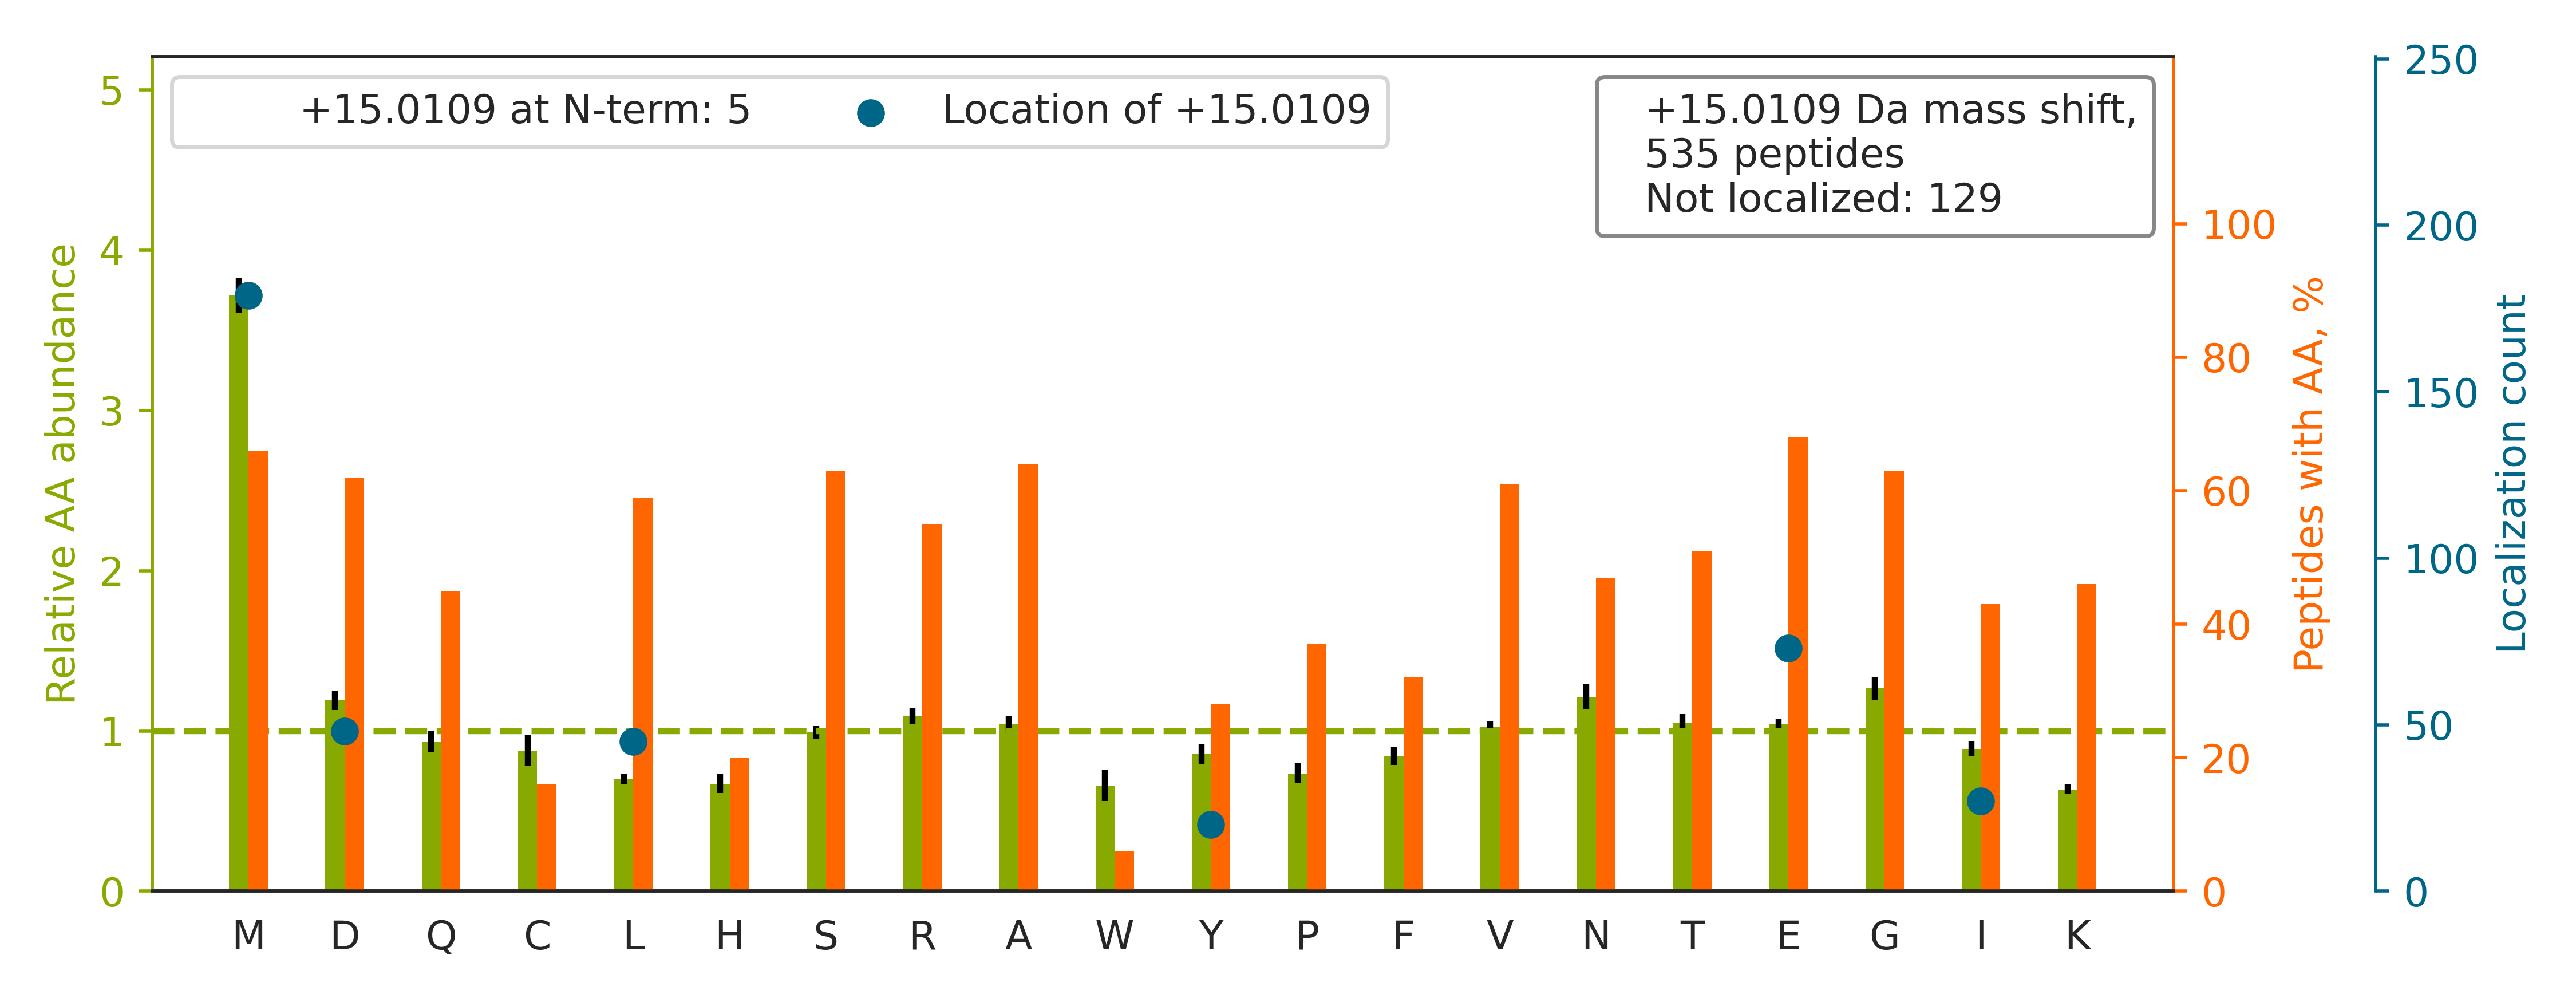 +15.0109 at N-term: 5
Location of +15.0109
+15.0109 Da mass shift,
535 peptides
Not localized: 129
Relative AA abundance
5
4
3
2
1
0
M D Q C L H S R A W Y P F V N T E G I K
100
80
60
40
20
0
Peptides with AA, %
250
200
150
100
50
0
Localization count